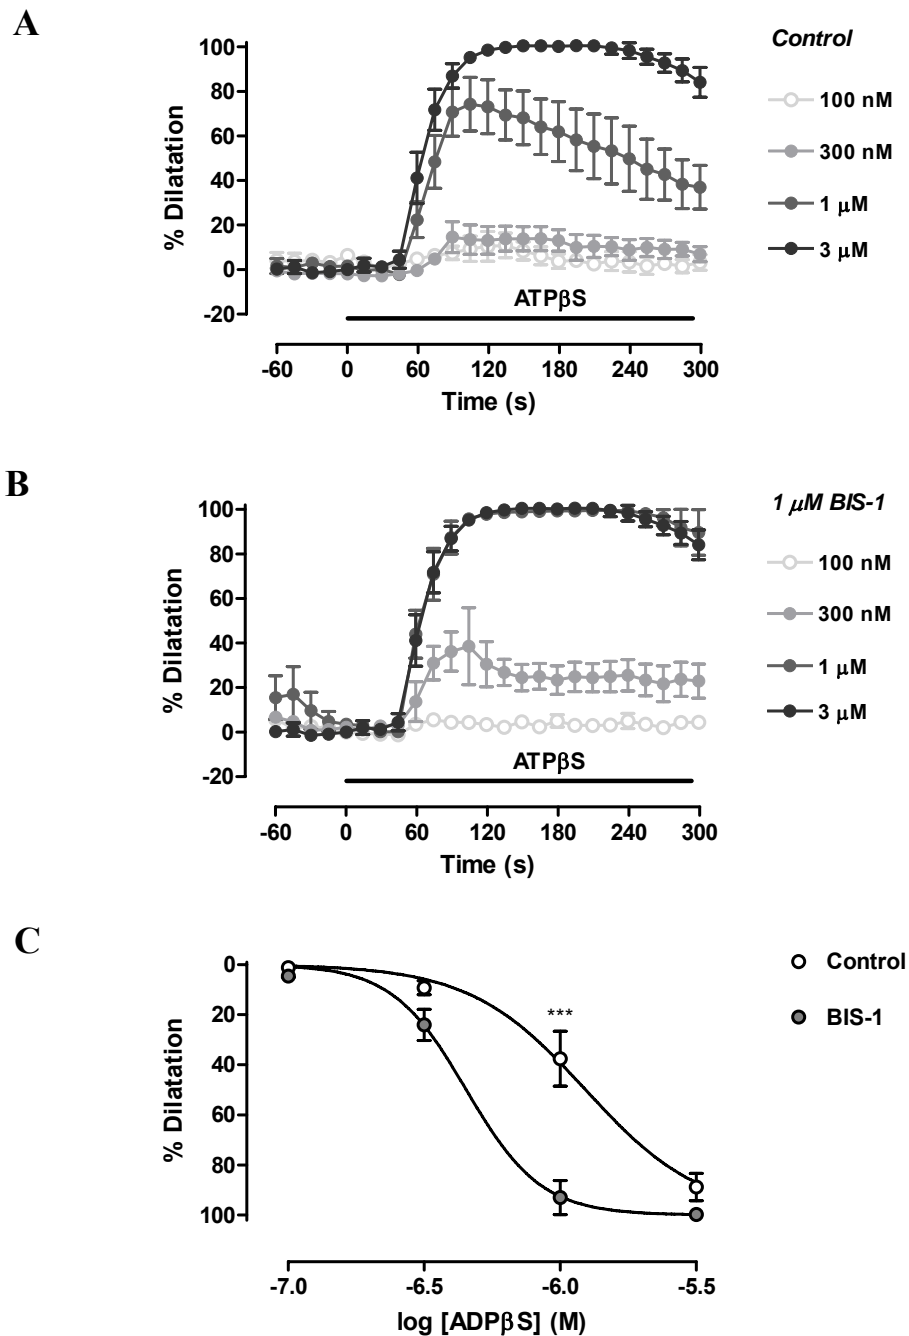 A
Control
100
80
60
40
20
0
-20
% Dilatation
100 nM
300 nM
1 μM
3 μM
ATPβS
-60 0 60 120 180 240 300
Time (s)
B
1 μM BIS-1
100
80
60
40
20
0
-20
% Dilatation
100 nM
300 nM
1 μM
3 μM
ATPβS
-60 0 60 120 180 240 300
Time (s)
C
0
20
40
60
80
100
% Dilatation
Control
BIS-1
***
-7.0 -6.5 -6.0 -5.5
log [ADPβS] (M)